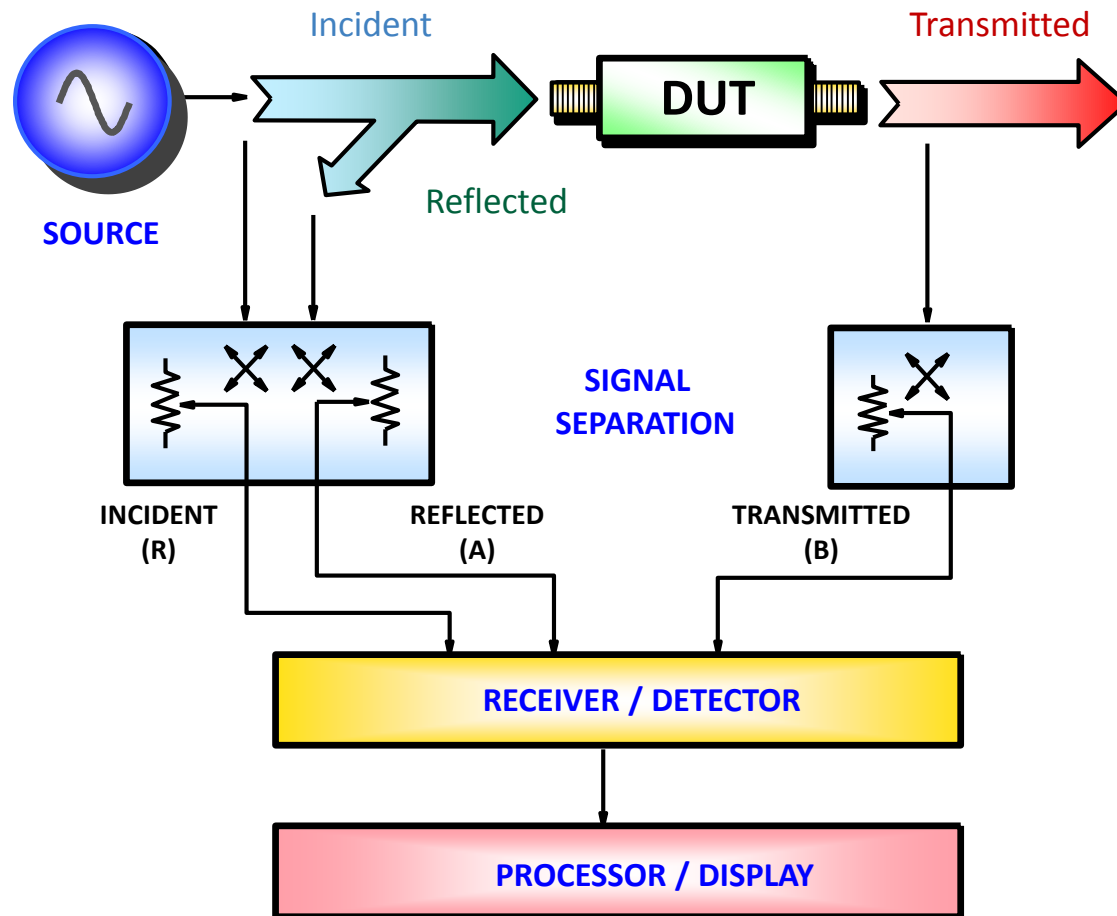 Incident
Transmitted
DUT
Reflected
SOURCE
SIGNAL
SEPARATION
INCIDENT
(R)
REFLECTED
(A)
TRANSMITTED
(B)
RECEIVER / DETECTOR
PROCESSOR / DISPLAY